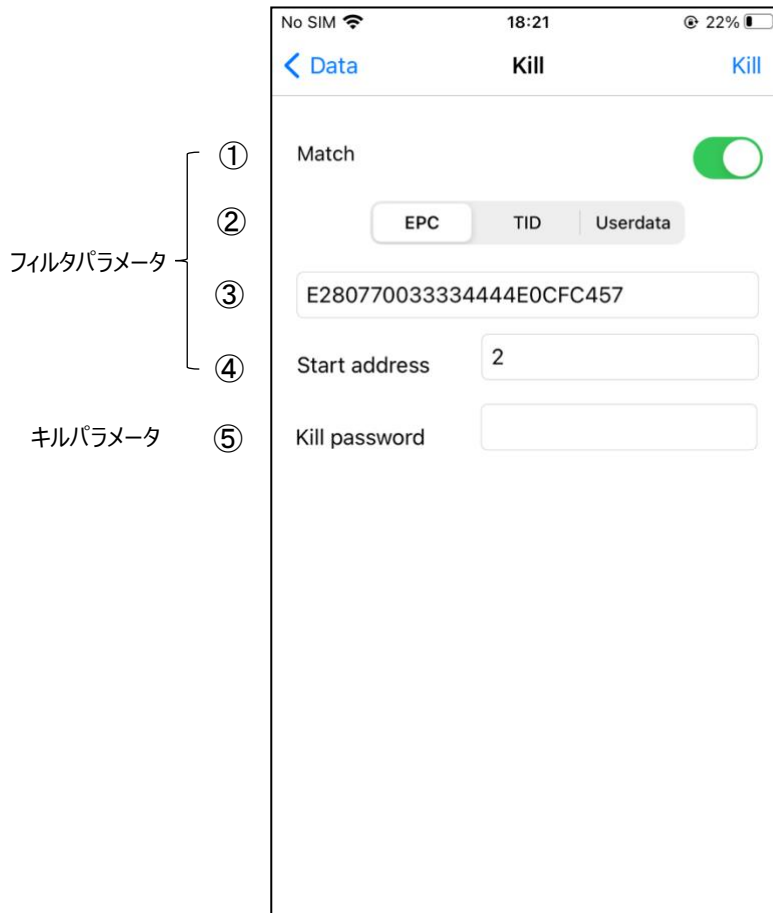 No SIM 18:21 22%
Data Kill Kill
① Match
② EPC TID Userdata
フィルタパラメータ
③ E280770033334444E0CFC457
④ Start address 2
キルパラメータ ⑤ Kill password